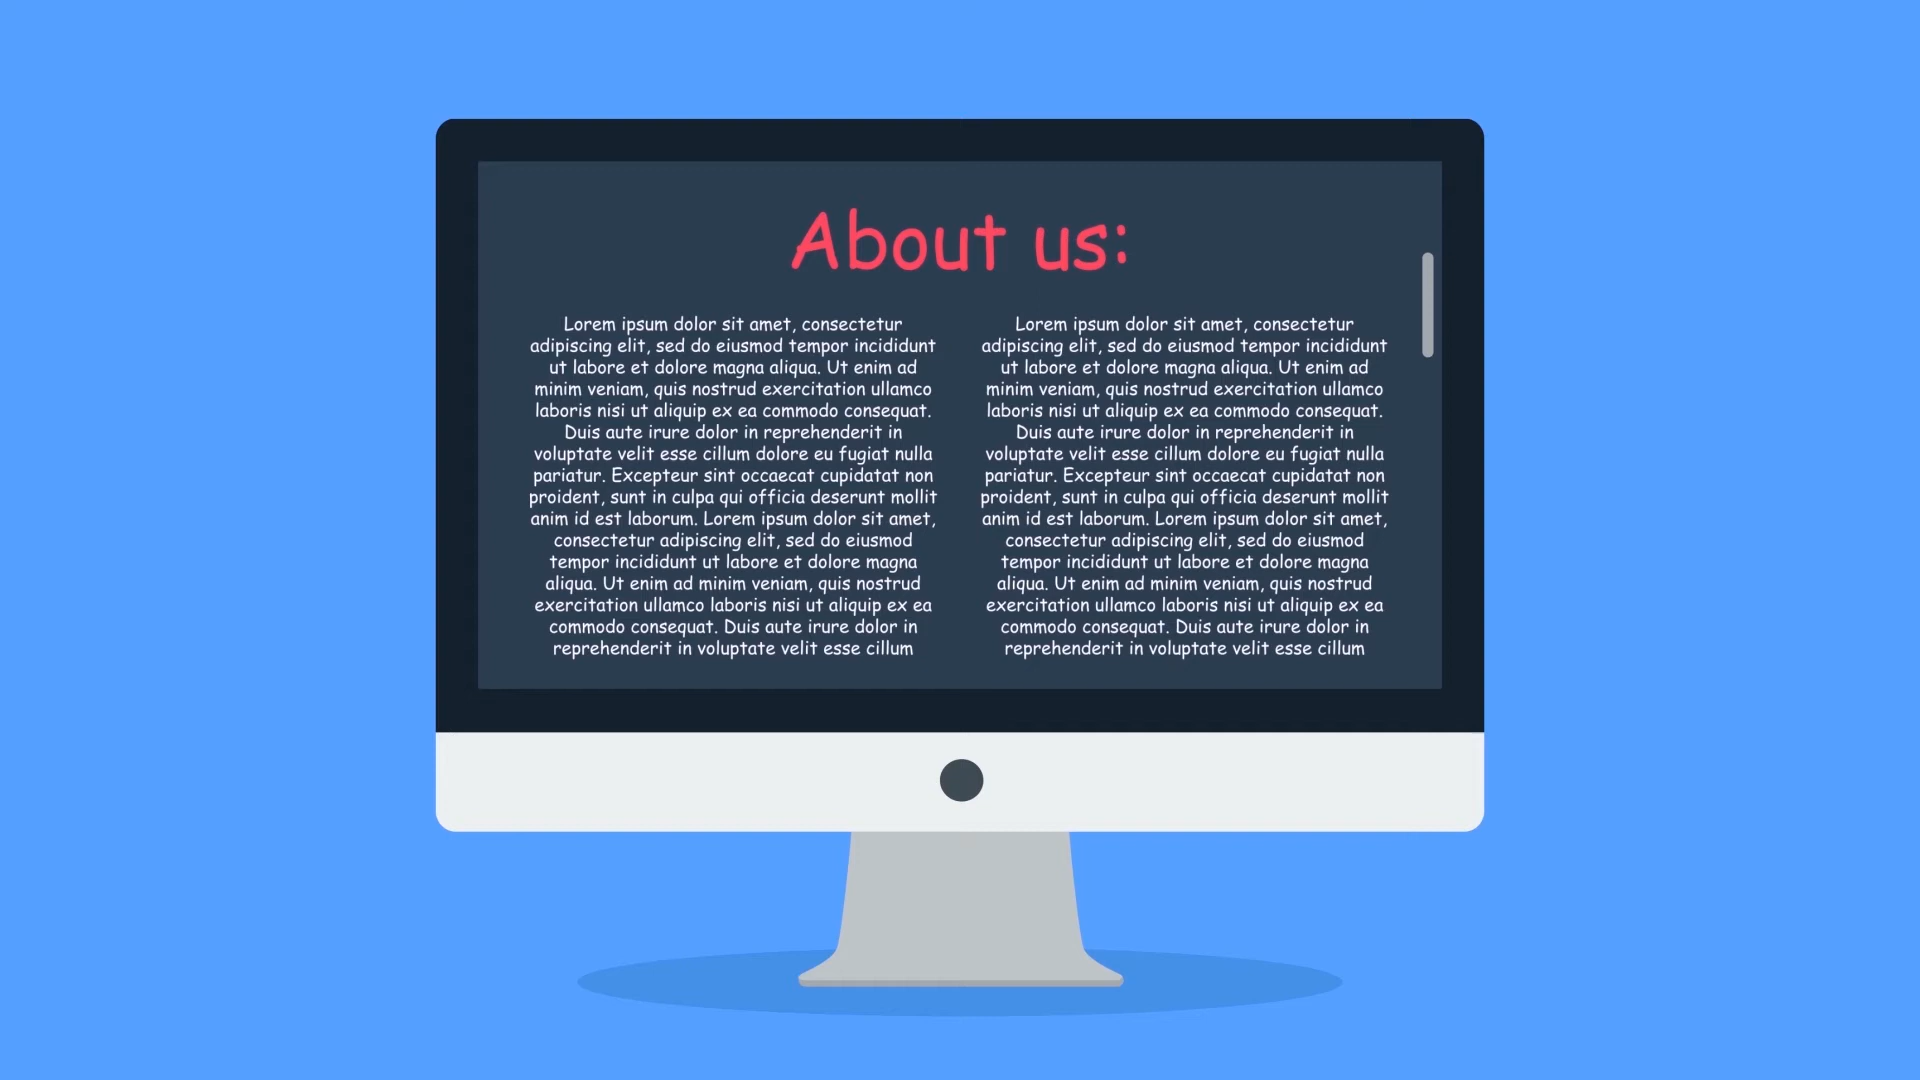 About us:
Lorem ipsum dolor sit amet, consectetur
adipiscing elit, sed do eiusmod tempor incididunt
ut labore et dolore magna aliqua. Ut enim ad
minim veniam, quis nostrud exercitation ullamco
laboris nisi ut aliquip ex ea commodo consequat.
Duis aute irure dolor in reprehenderit in
voluptate velit esse cillum dolore eu fugiat nulla
pariatur. Excepteur sint occaecat cupidatat non
proident, sunt in culpa qui officia deserunt mollit
anim id est laborum. Lorem ipsum dolor sit amet,
consectetur adipiscing elit, sed do eiusmod
tempor incididunt ut labore et dolore magna
aliqua. Ut enim ad minim veniam, quis nostrud
exercitation ullamco laboris nisi ut aliquip ex ea
commodo consequat. Duis aute irure dolor in
reprehenderit in voluptate velit esse cillum
Lorem ipsum dolor sit amet, consectetur
adipiscing elit, sed do eiusmod tempor incididunt
ut labore et dolore magna aliqua. Ut enim ad
minim veniam, quis nostrud exercitation ullamco
laboris nisi ut aliquip ex ea commodo consequat.
Duis aute irure dolor in reprehenderit in
voluptate velit esse cillum dolore eu fugiat nulla
pariatur. Excepteur sint occaecat cupidatat non
proident, sunt in culpa qui officia deserunt mollit
anim id est laborum. Lorem ipsum dolor sit amet,
consectetur adipiscing elit, sed do eiusmod
tempor incididunt ut labore et dolore magna
aliqua. Ut enim ad minim veniam, quis nostrud
exercitation ullamco laboris nisi ut aliquip ex ea
commodo consequat. Duis aute irure dolor in
reprehenderit in voluptate velit esse cillum